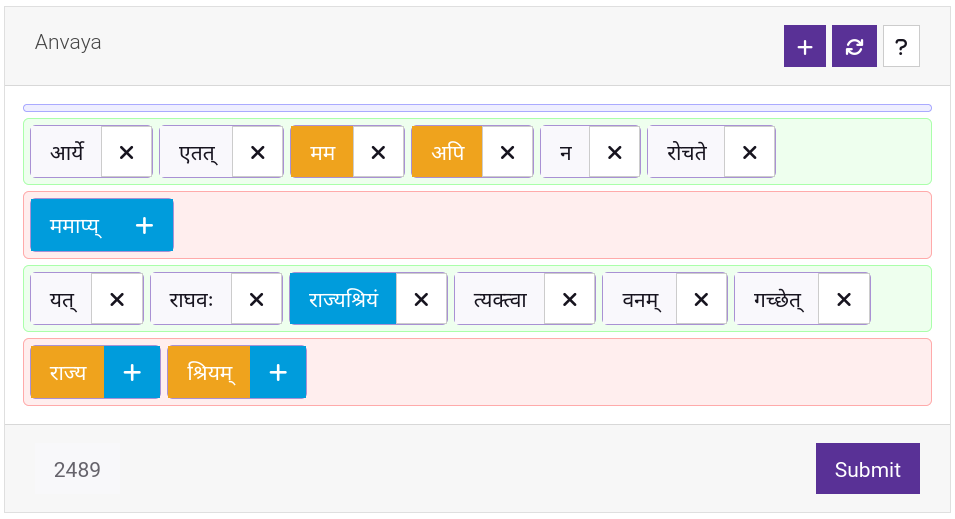 Anvaya
+ ?
आर्ये × एतत् × मम × अपि × न × रोचते ×
ममाप्य् +
यत् × राघवः × राज्यश्रियं × त्यक्त्वा × वनम् × गच्छेत् ×
राज्य + श्रियम् +
2489 Submit